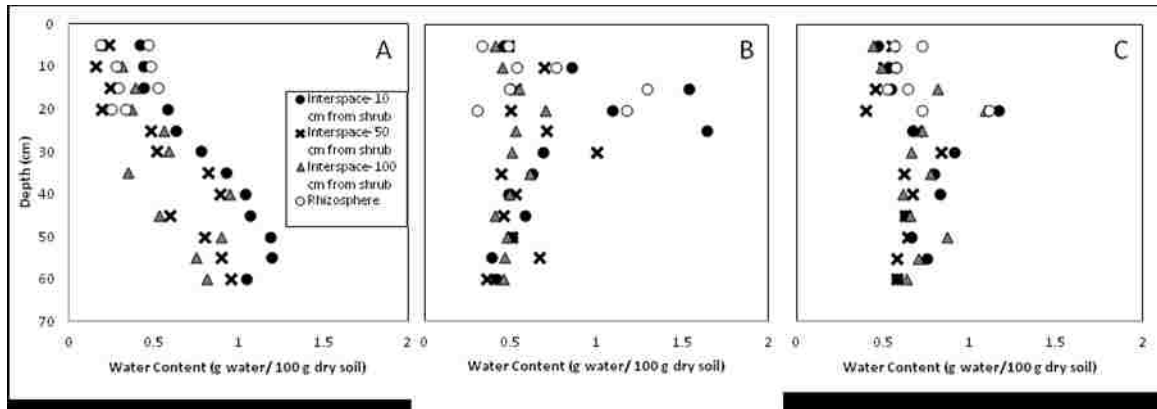 0
10
20
30
40
50
60
70
Depth (cm)
A
Interspace-10
cm from shrub
Interspace-50
cm from shrub
Interspace-100
cm from shrub
Rhizosphere
0 0.5 1 1.5 2
Water Content (g water/ 100 g dry soil)
B
0 0.5 1 1.5 2
Water Content (g water/ 100 g dry soil)
C
0 0.5 1 1.5 2
Water Content (g water/100 g dry soil)